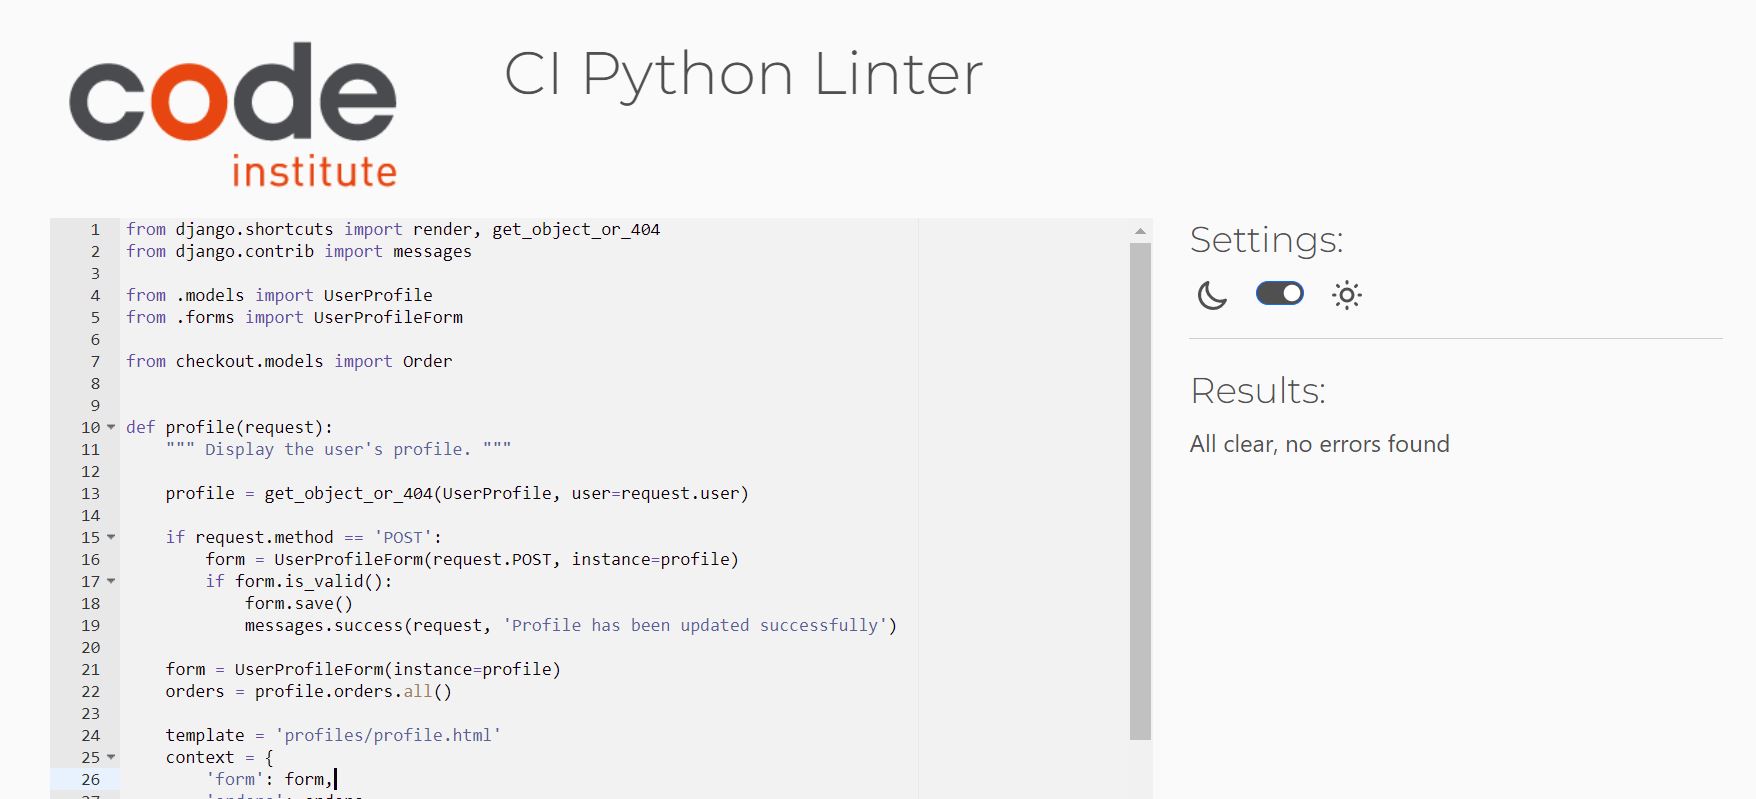 code
institute
CI Python Linter
1 from django.shortcuts import render, get_object_or_404
2 from django.contrib import messages
3
4 from .models import UserProfile
5 from .forms import UserProfileForm
6
7 from checkout.models import Order
8
9
10 def profile(request):
11     """ Display the user's profile. """
12
13     profile = get_object_or_404(UserProfile, user=request.user)
14
15     if request.method == 'POST':
16         form = UserProfileForm(request.POST, instance=profile)
17         if form.is_valid():
18             form.save()
19             messages.success(request, 'Profile has been updated successfully')
20
21     form = UserProfileForm(instance=profile)
22     orders = profile.orders.all()
23
24     template = 'profiles/profile.html'
25     context = {
26         'form': form,
Settings:
Results:
All clear, no errors found